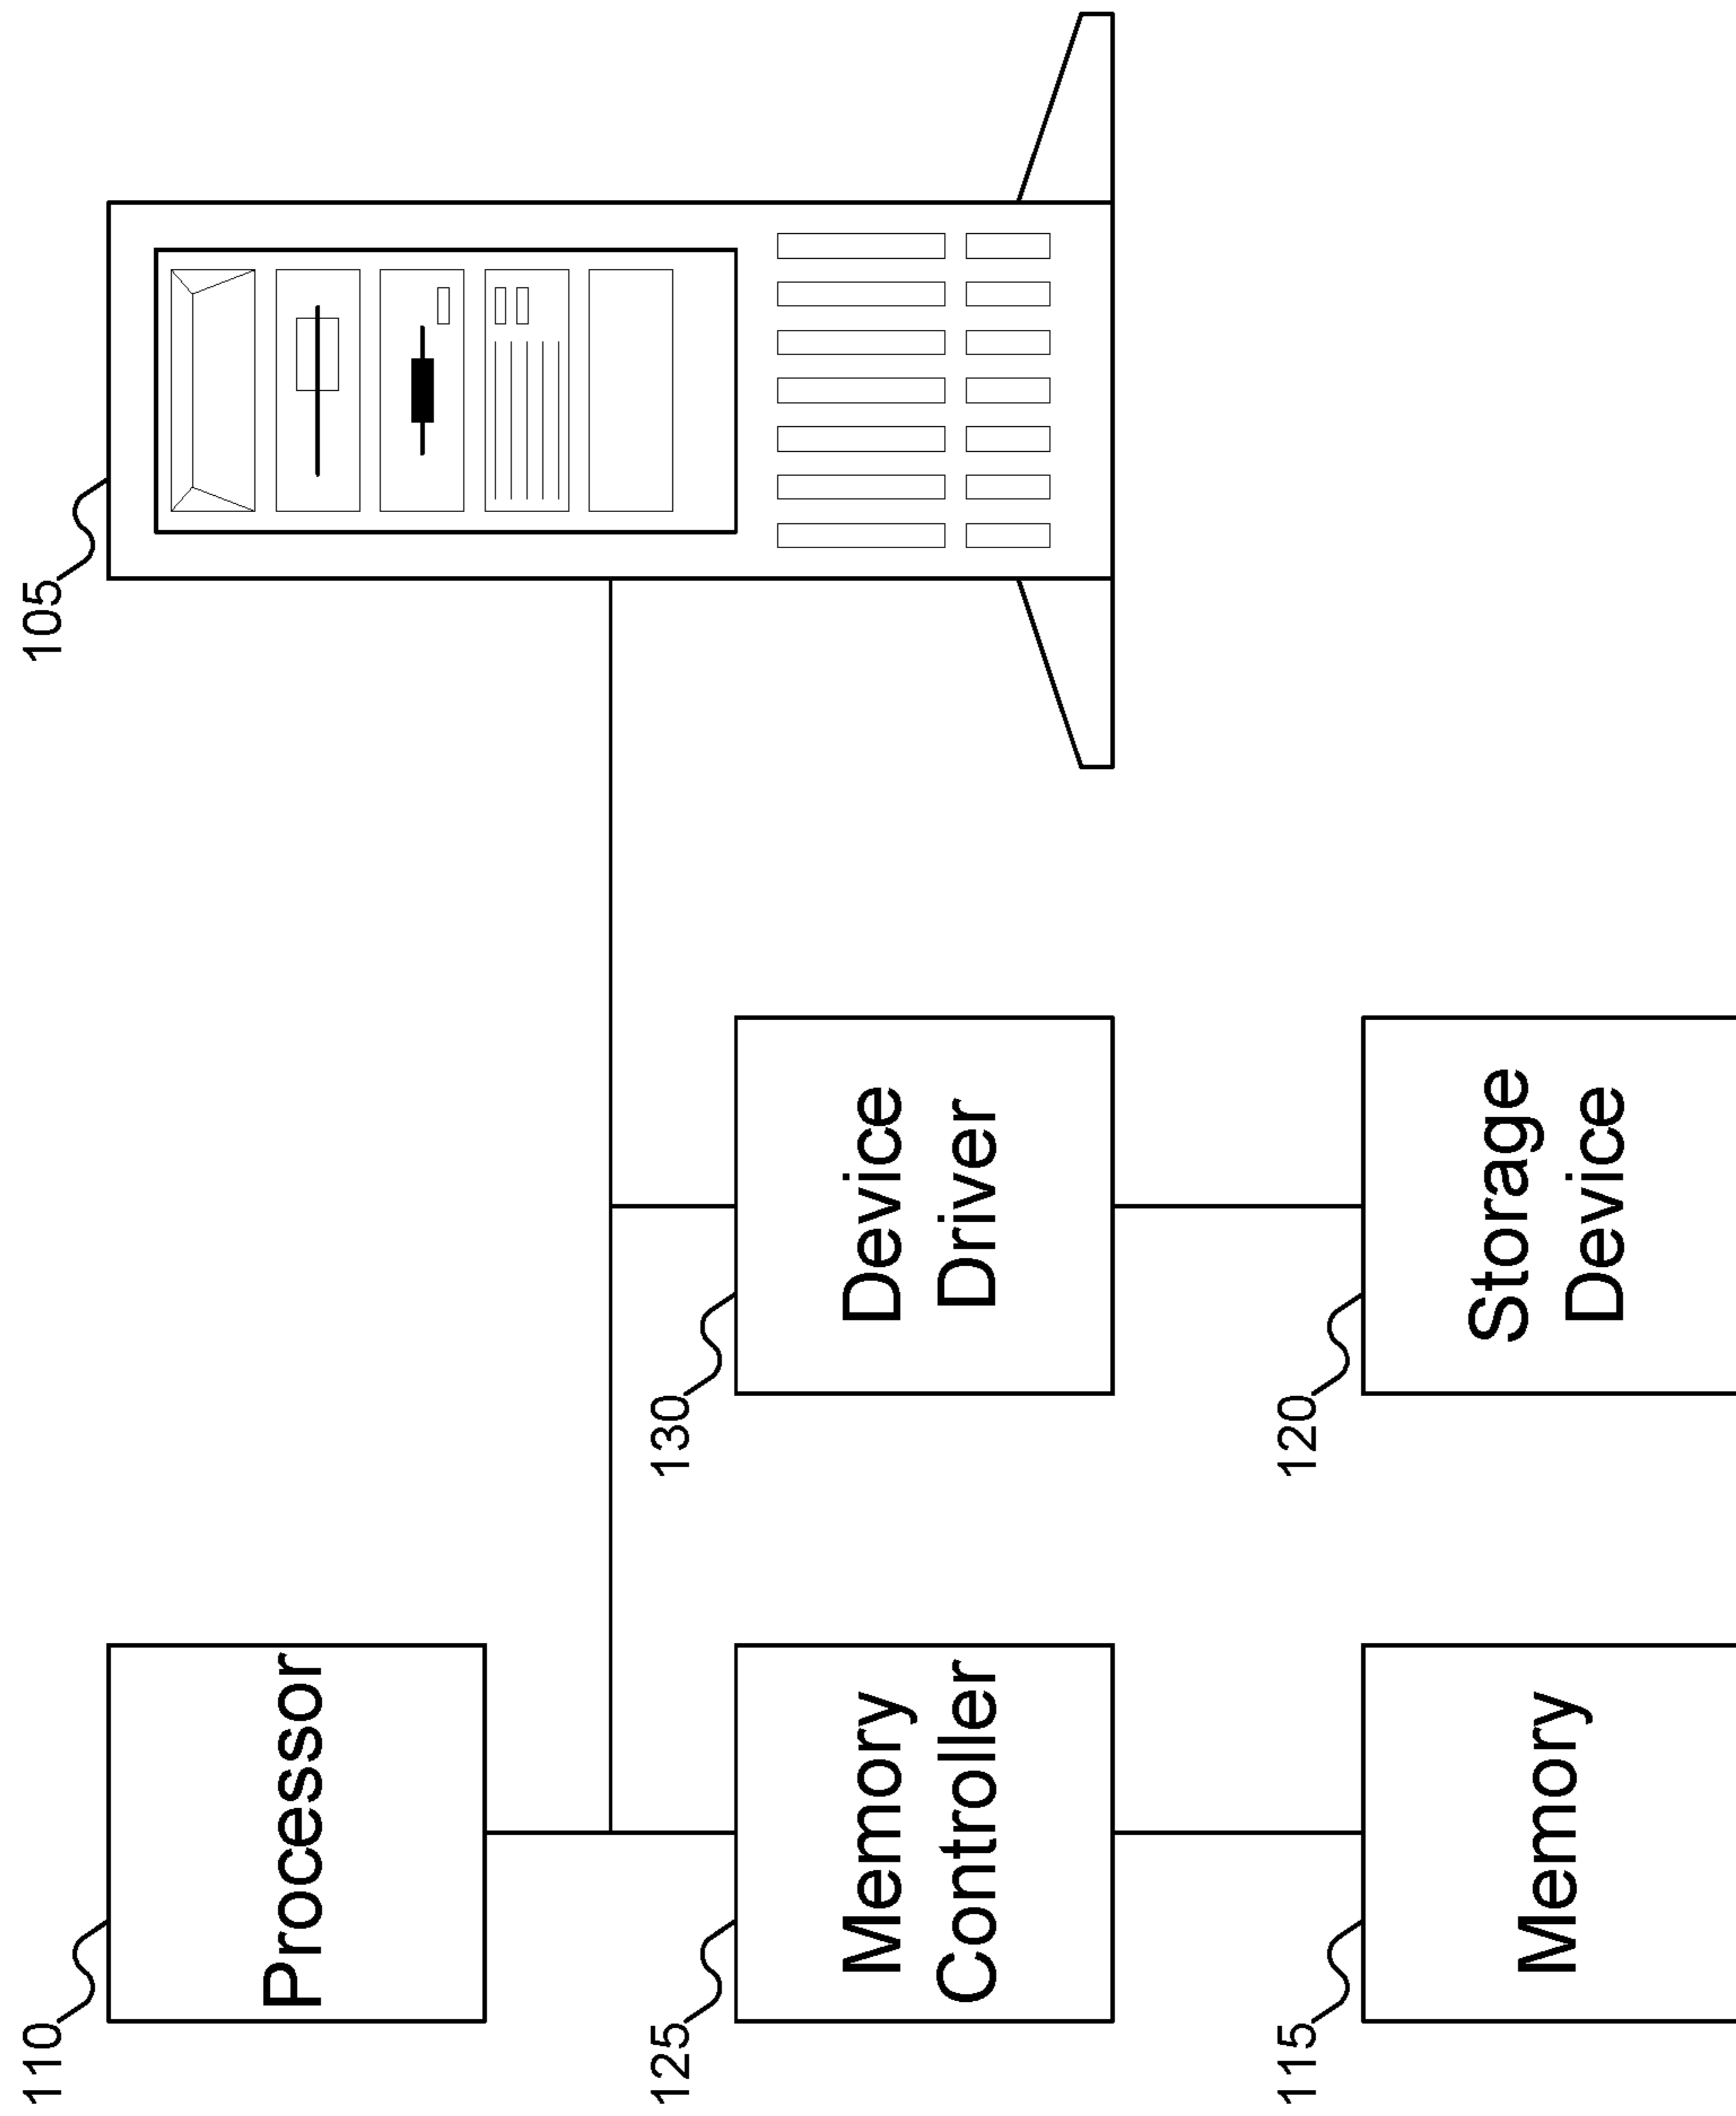 110
Processor
105
125
Memory
Controller
130
Device
Driver
115
Memory
120
Storage
Device